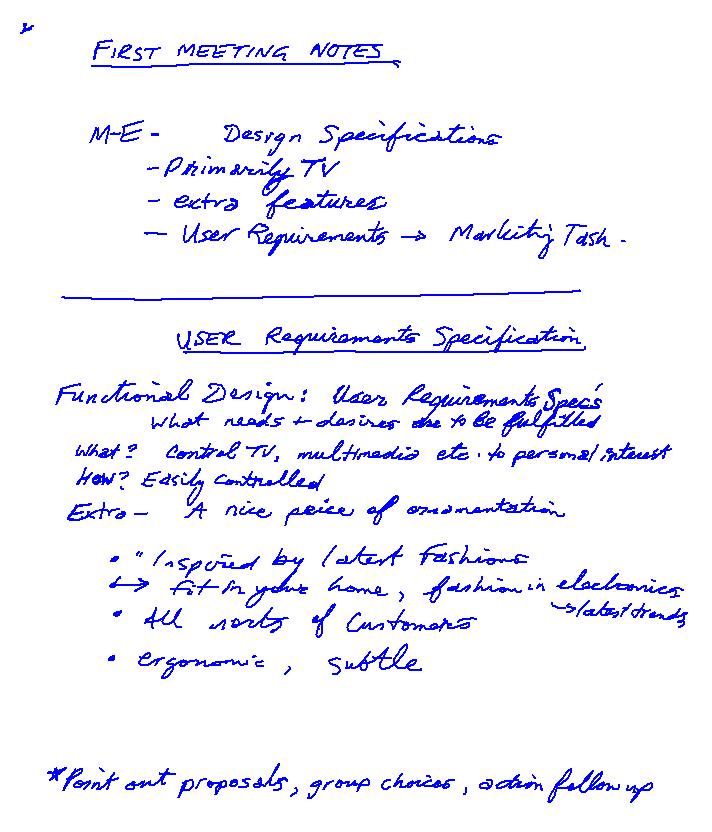 FIRST MEETING NOTES
M-E - Design Specifications
- Primarily TV
- extra features
- User Requirements → Marketing Task.
USER Requirements Specification
Functional Design: User Requirements Spec's
what needs + desires are to be fulfilled
What? Control TV, multimedia etc. to personal interest
How? Easily controlled
Extra - A nice peice of ornamentation
• "Inspired by latest Fashions
↔ fit in your home, fashion in electronics
→ latest trends
• All sorts of Customers
• ergonomic, subtle
*Point out proposals, group choices, action follow up